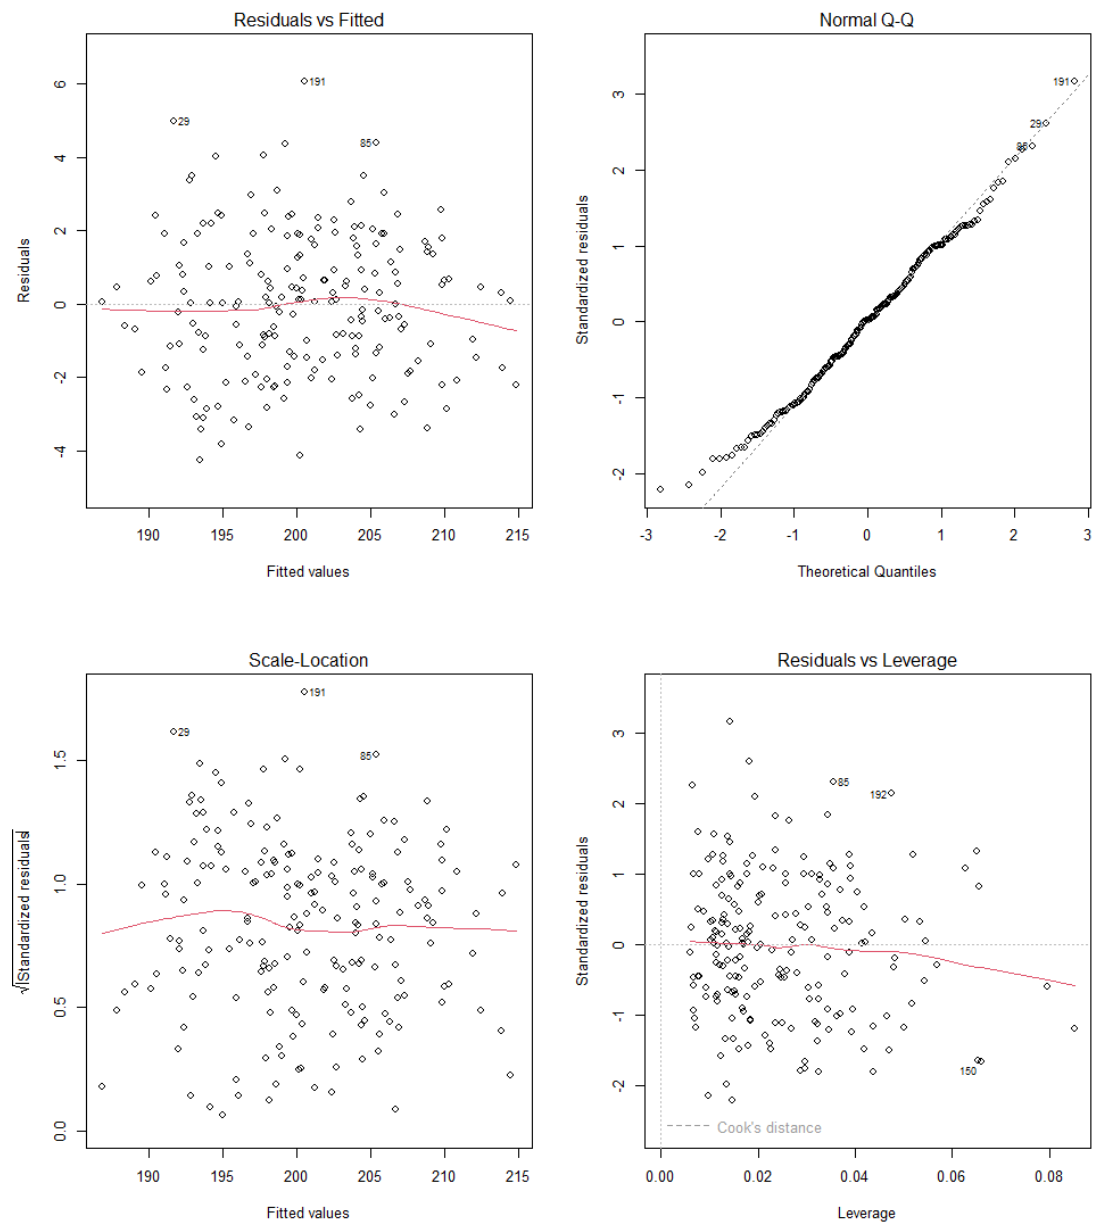 Residuals vs Fitted
Residuals
6
4
2
0
-2
-4
191
29
85
190 195 200 205 210 215
Fitted values
Normal Q-Q
Standardized residuals
3
2
1
0
-1
-2
191
29
-3 -2 -1 0 1 2 3
Theoretical Quantiles
Scale-Location
√|Standardized residuals|
1.5
1.0
0.5
0.0
191
29
85
190 195 200 205 210 215
Fitted values
Residuals vs Leverage
Standardized residuals
3
2
1
0
-1
-2
85
192
150
Cook's distance
0.00 0.02 0.04 0.06 0.08
Leverage